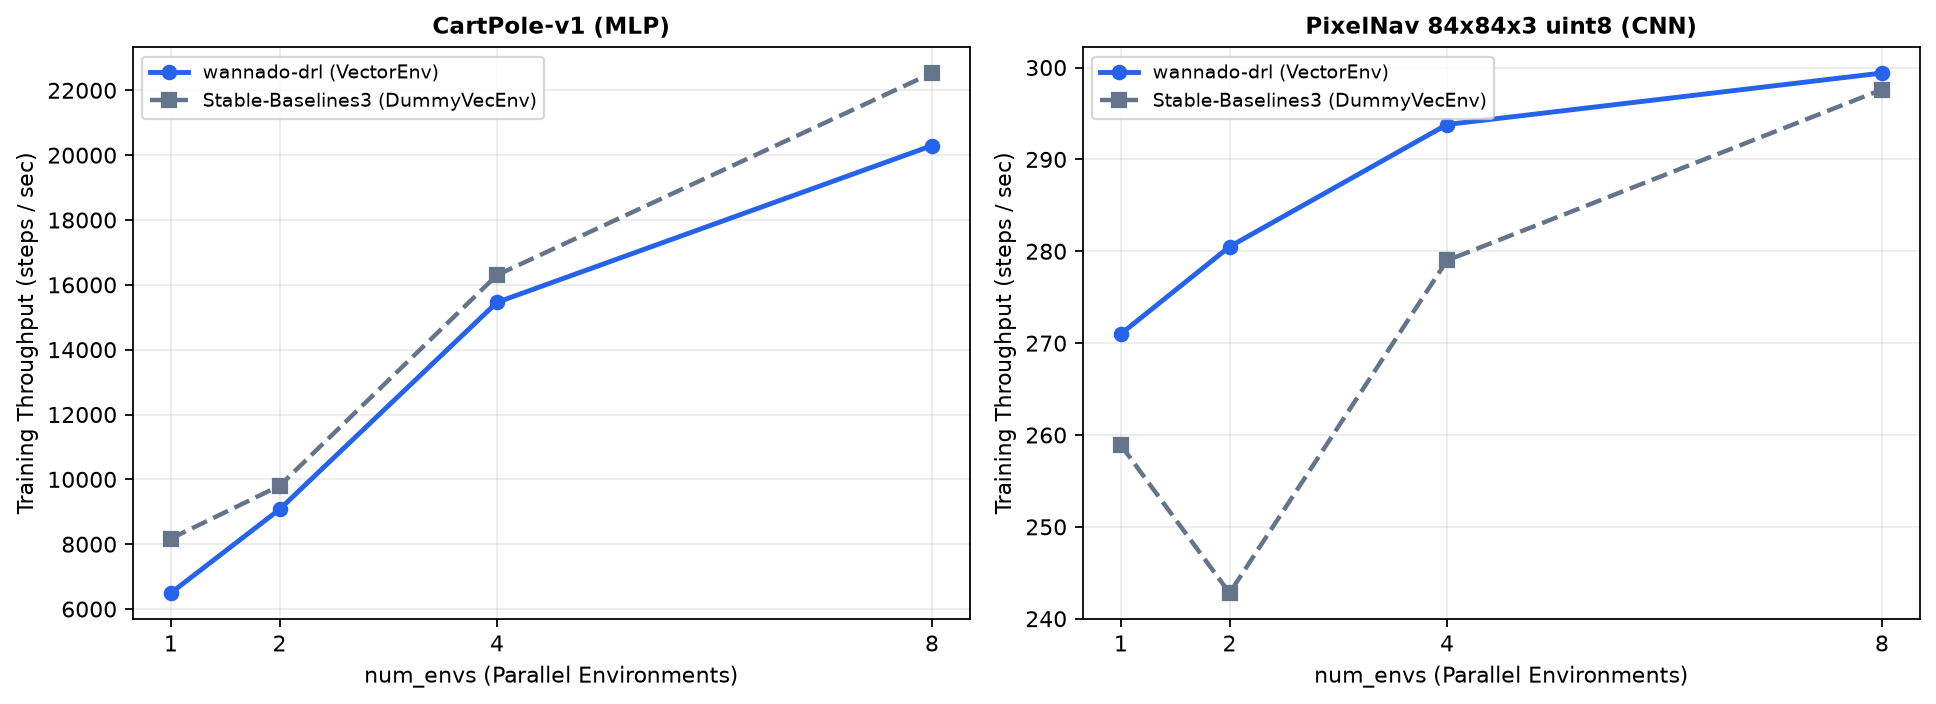 CartPole-v1 (MLP)
wannado-drl (VectorEnv)
Stable-Baselines3 (DummyVecEnv)
Training Throughput (steps / sec)
22000
20000
18000
16000
14000
12000
10000
8000
6000
1 2 4 8
num_envs (Parallel Environments)
PixelNav 84x84x3 uint8 (CNN)
wannado-drl (VectorEnv)
Stable-Baselines3 (DummyVecEnv)
Training Throughput (steps / sec)
300
290
280
270
260
250
240
1 2 4 8
num_envs (Parallel Environments)